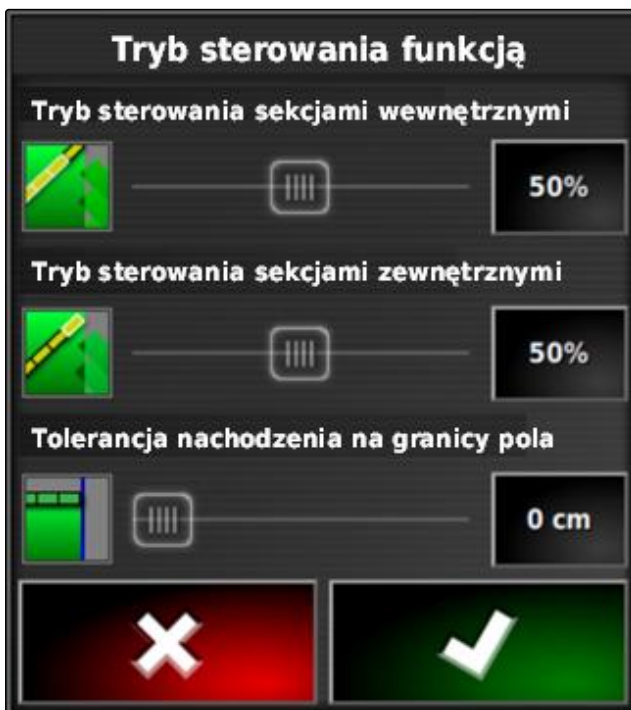 Tryb sterowania funkcją
Tryb sterowania sekcjami wewnętrznymi
50%
Tryb sterowania sekcjami zewnętrznymi
50%
Tolerancja nachodzenia na granicy pola
0 cm